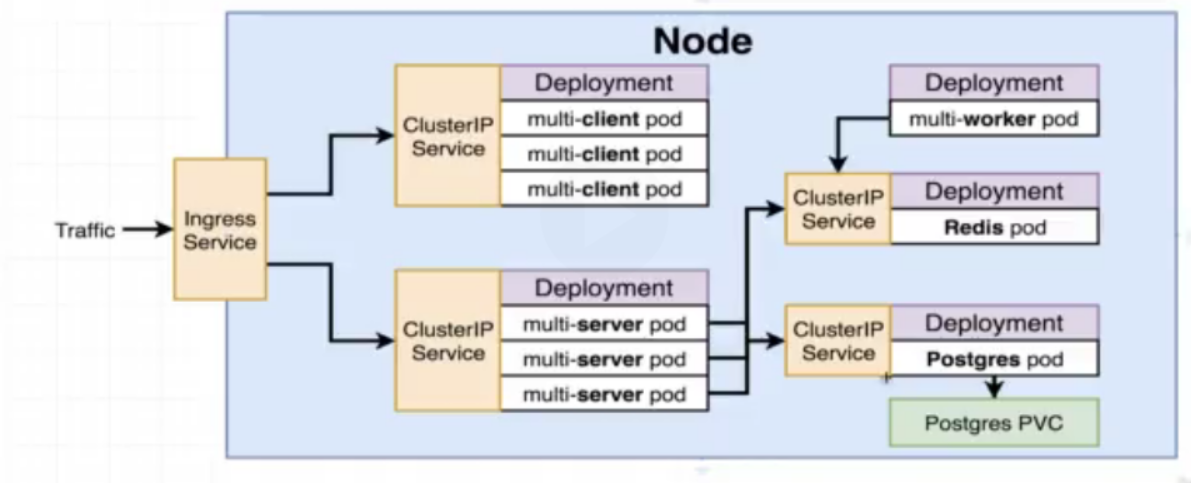 Node
Traffic
Ingress
Service
ClusterIP
Service
Deployment
multi-client pod
multi-client pod
multi-client pod
ClusterIP
Service
Deployment
multi-server pod
multi-server pod
multi-server pod
Deployment
multi-worker pod
ClusterIP
Service
Deployment
Redis pod
ClusterIP
Service
Deployment
Postgres pod
Postgres PVC